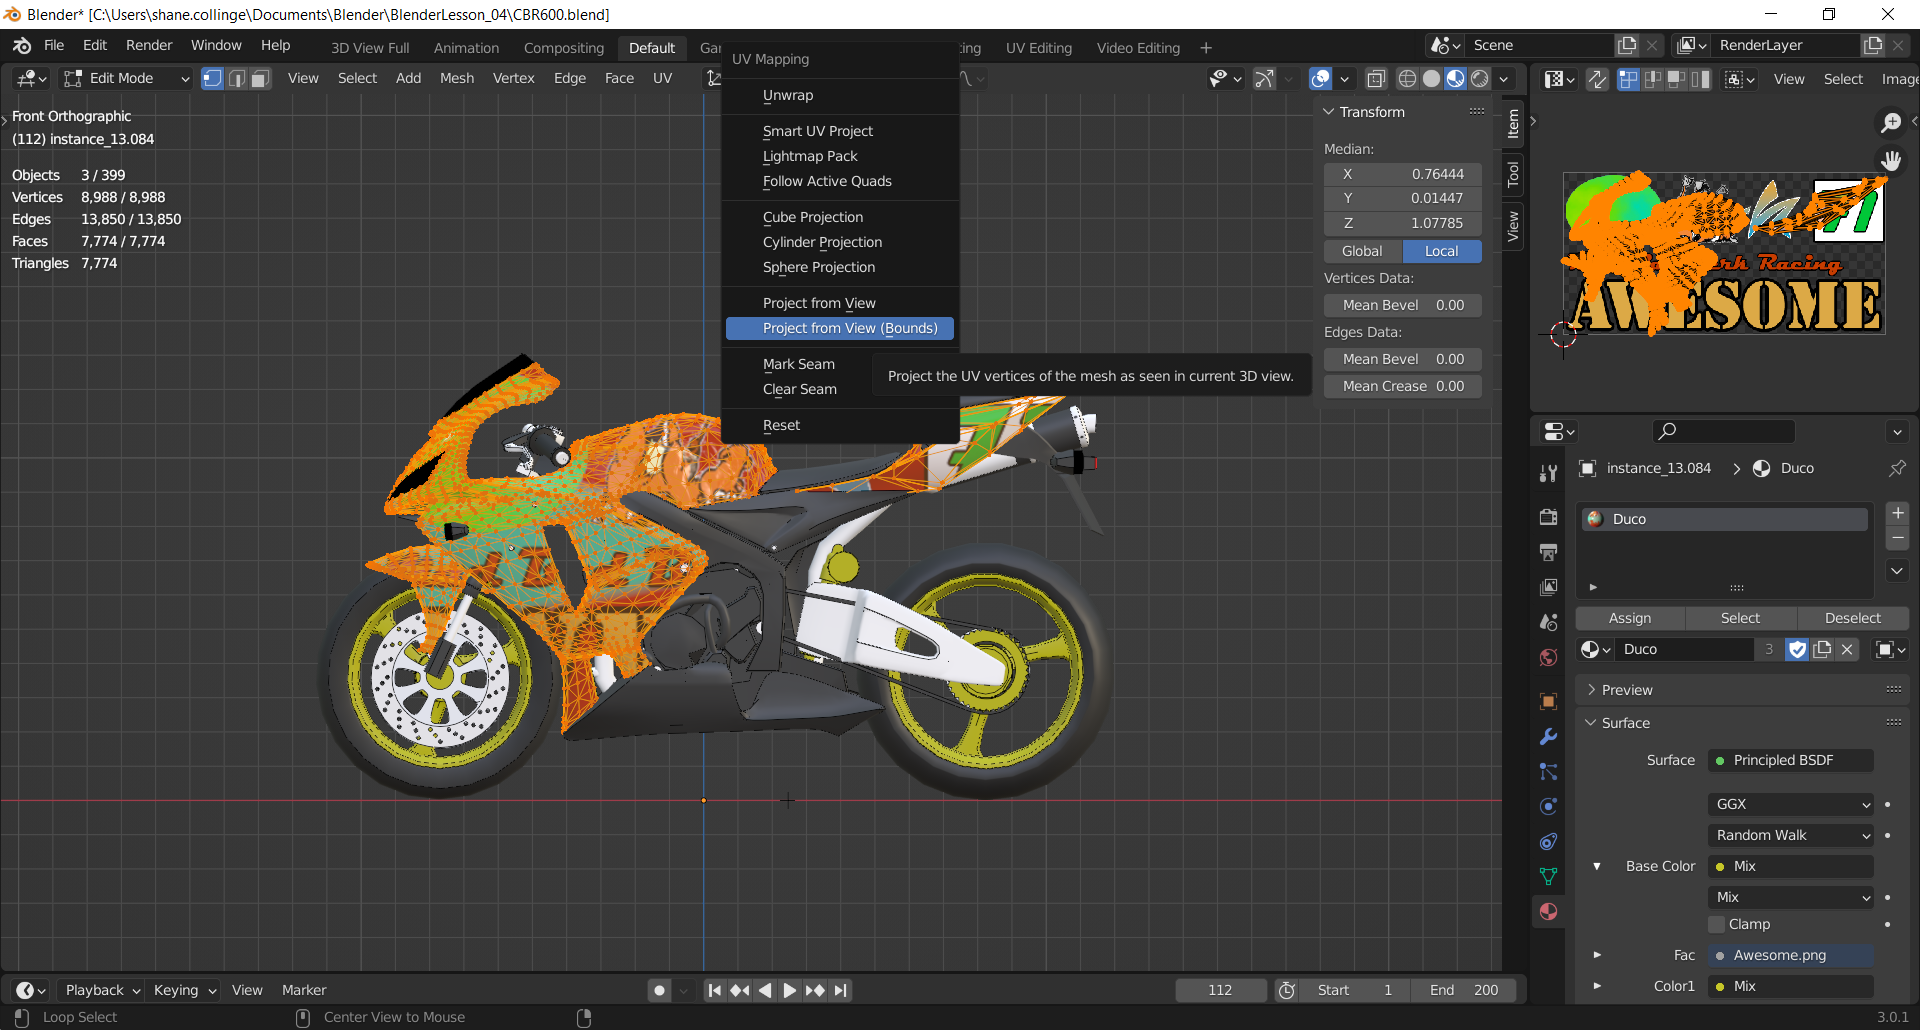 Blender* [C:\Users\shane.collinge\Documents\Blender\BlenderLesson_04\CBR600.blend]
File Edit Render Window Help
3D View Full Animation Compositing Default UV Editing Video Editing +
Scene
RenderLayer
Edit Mode
View Select Add Mesh Vertex Edge Face UV
View Select
Front Orthographic
(112) instance_13.084
Objects 3 / 399
Vertices 8,988 / 8,988
Edges 13,850 / 13,850
Faces 7,774 / 7,774
Triangles 7,774
UV Mapping
Unwrap
Smart UV Project
Lightmap Pack
Follow Active Quads
Cube Projection
Cylinder Projection
Sphere Projection
Project from View
Project from View (Bounds)
Mark Seam
Clear Seam
Reset
Project the UV vertices of the mesh as seen in current 3D view.
Transform
Median:
X 0.76444
Y 0.01447
Z 1.07785
Global Local
Vertices Data:
Mean Bevel 0.00
Edges Data:
Mean Bevel 0.00
Mean Crease 0.00
Item
Tool
View
Racing
AWESOME
instance_13.084 > Duco
Duco
Assign Select Deselect
Duco 3
Preview
Surface
Surface Principled BSDF
GGX
Random Walk
Base Color Mix
Mix
Clamp
Fac Awesome.png
Color1 Mix
Playback Keying View Marker
112
Start 1
End 200
Loop Select
Center View to Mouse
3.0.1